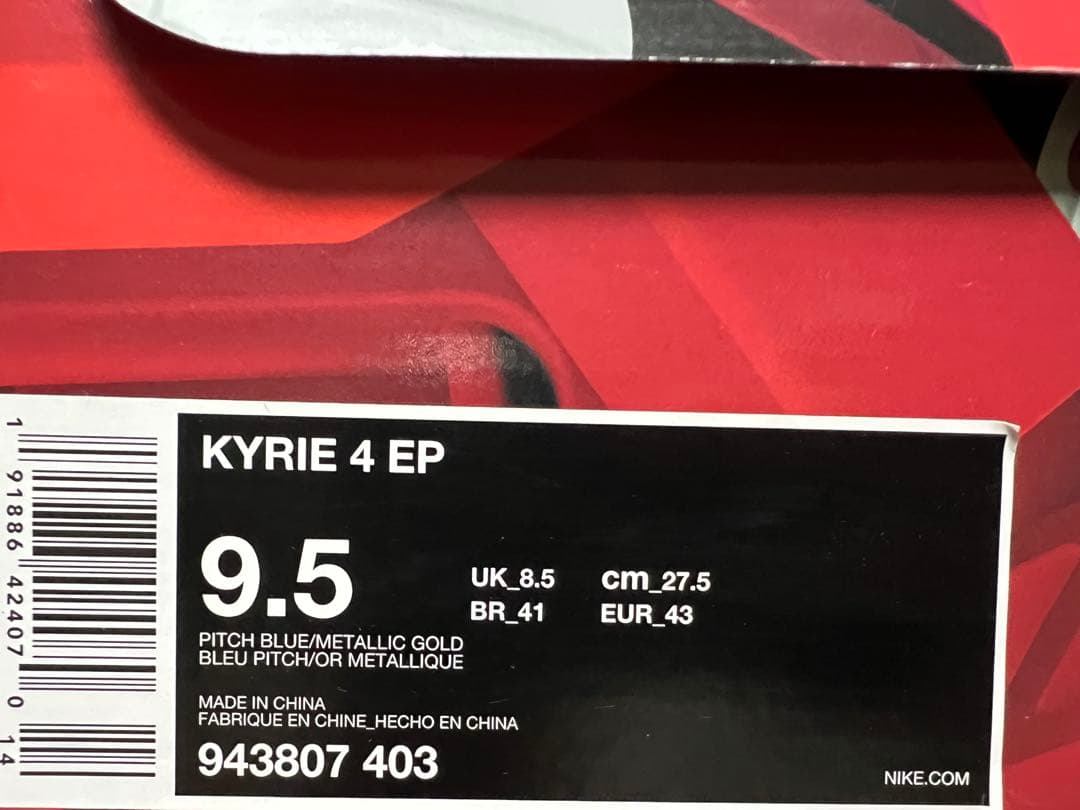 KYRIE 4 EP
9.5
UK_8.5 cm_27.5
BR_41 EUR_43
PITCH BLUE/METALLIC GOLD
BLEU PITCH/OR METALLIQUE
MADE IN CHINA
FABRIQUE EN CHINE_HECHO EN CHINA
943807 403
NIKE.COM
1 91886 42407 0 14